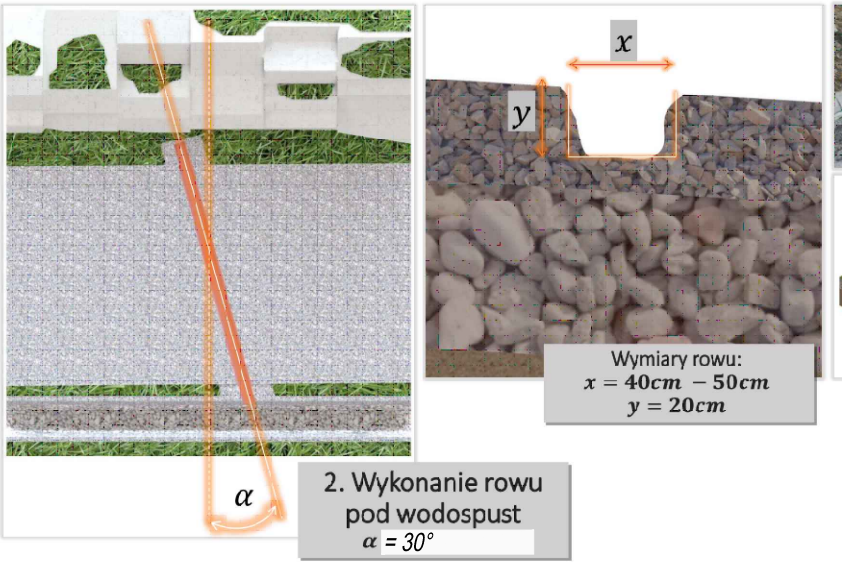 x
y
Wymiary rowu:
x = 40cm − 50cm
y = 20cm
α
2. Wykonanie rowu
pod wodospust
α = 30°